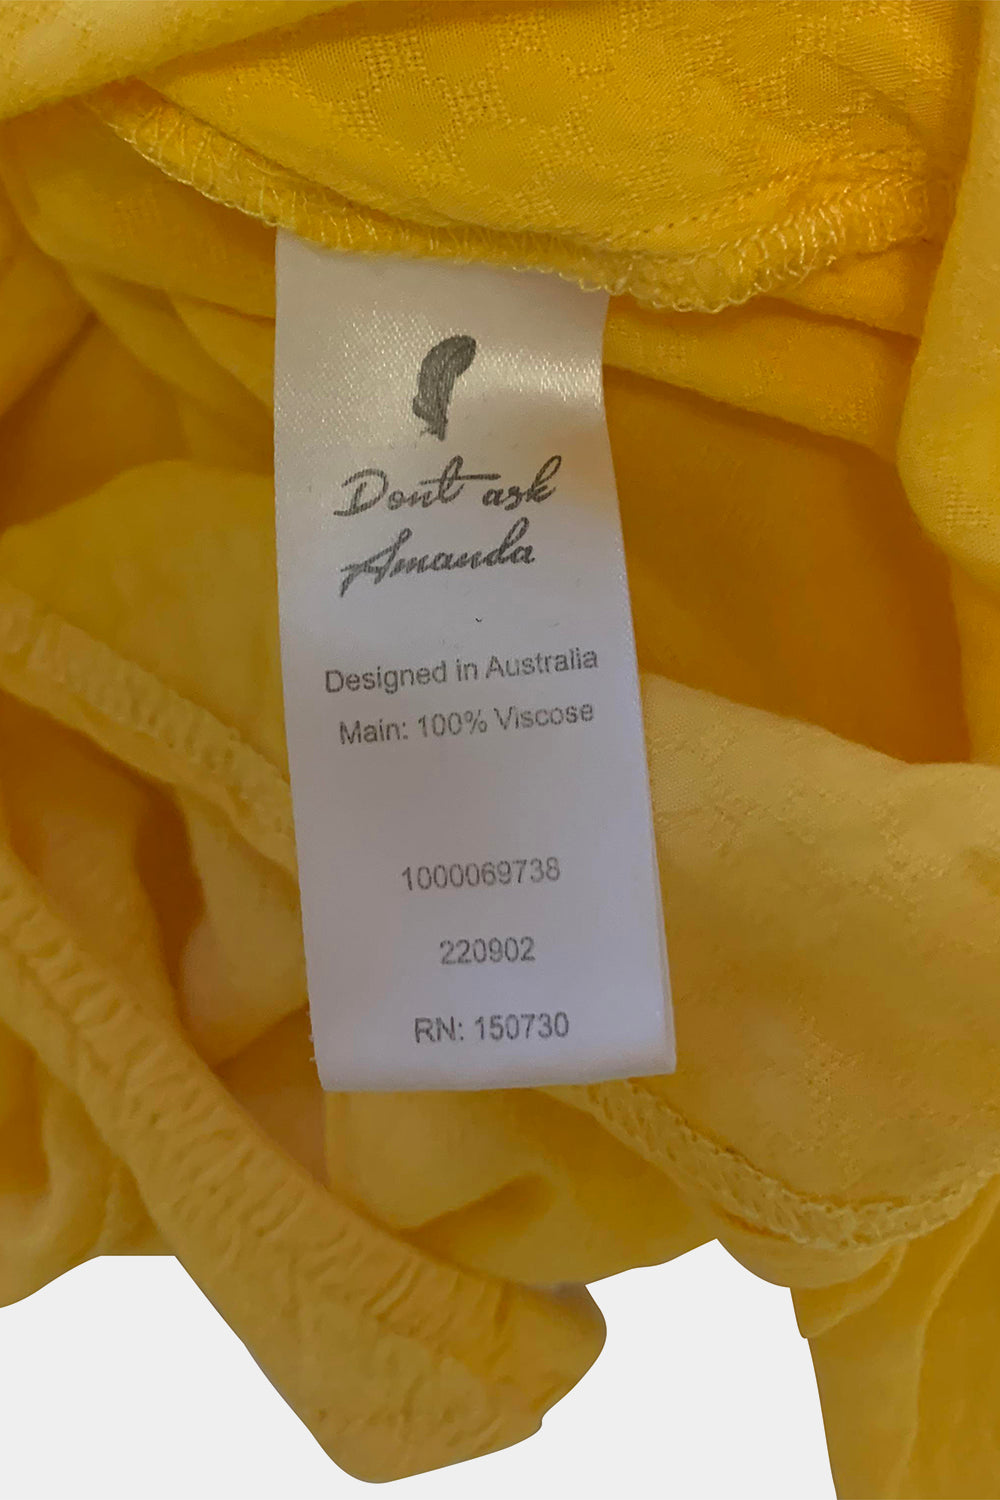 Dont ask
Amanda
Designed in Australia
Main: 100% Viscose
1000069738
220902
RN: 150730